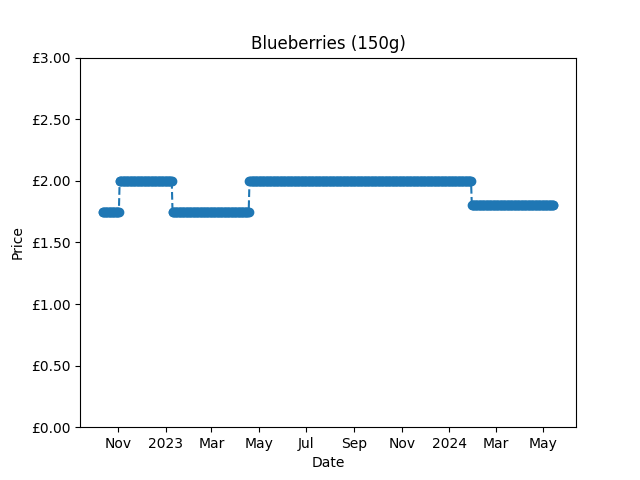 Blueberries (150g)
£3.00
£2.50
£2.00
£1.50
£1.00
£0.50
£0.00
Price
Nov 2023 Mar May Jul Sep Nov 2024 Mar May
Date